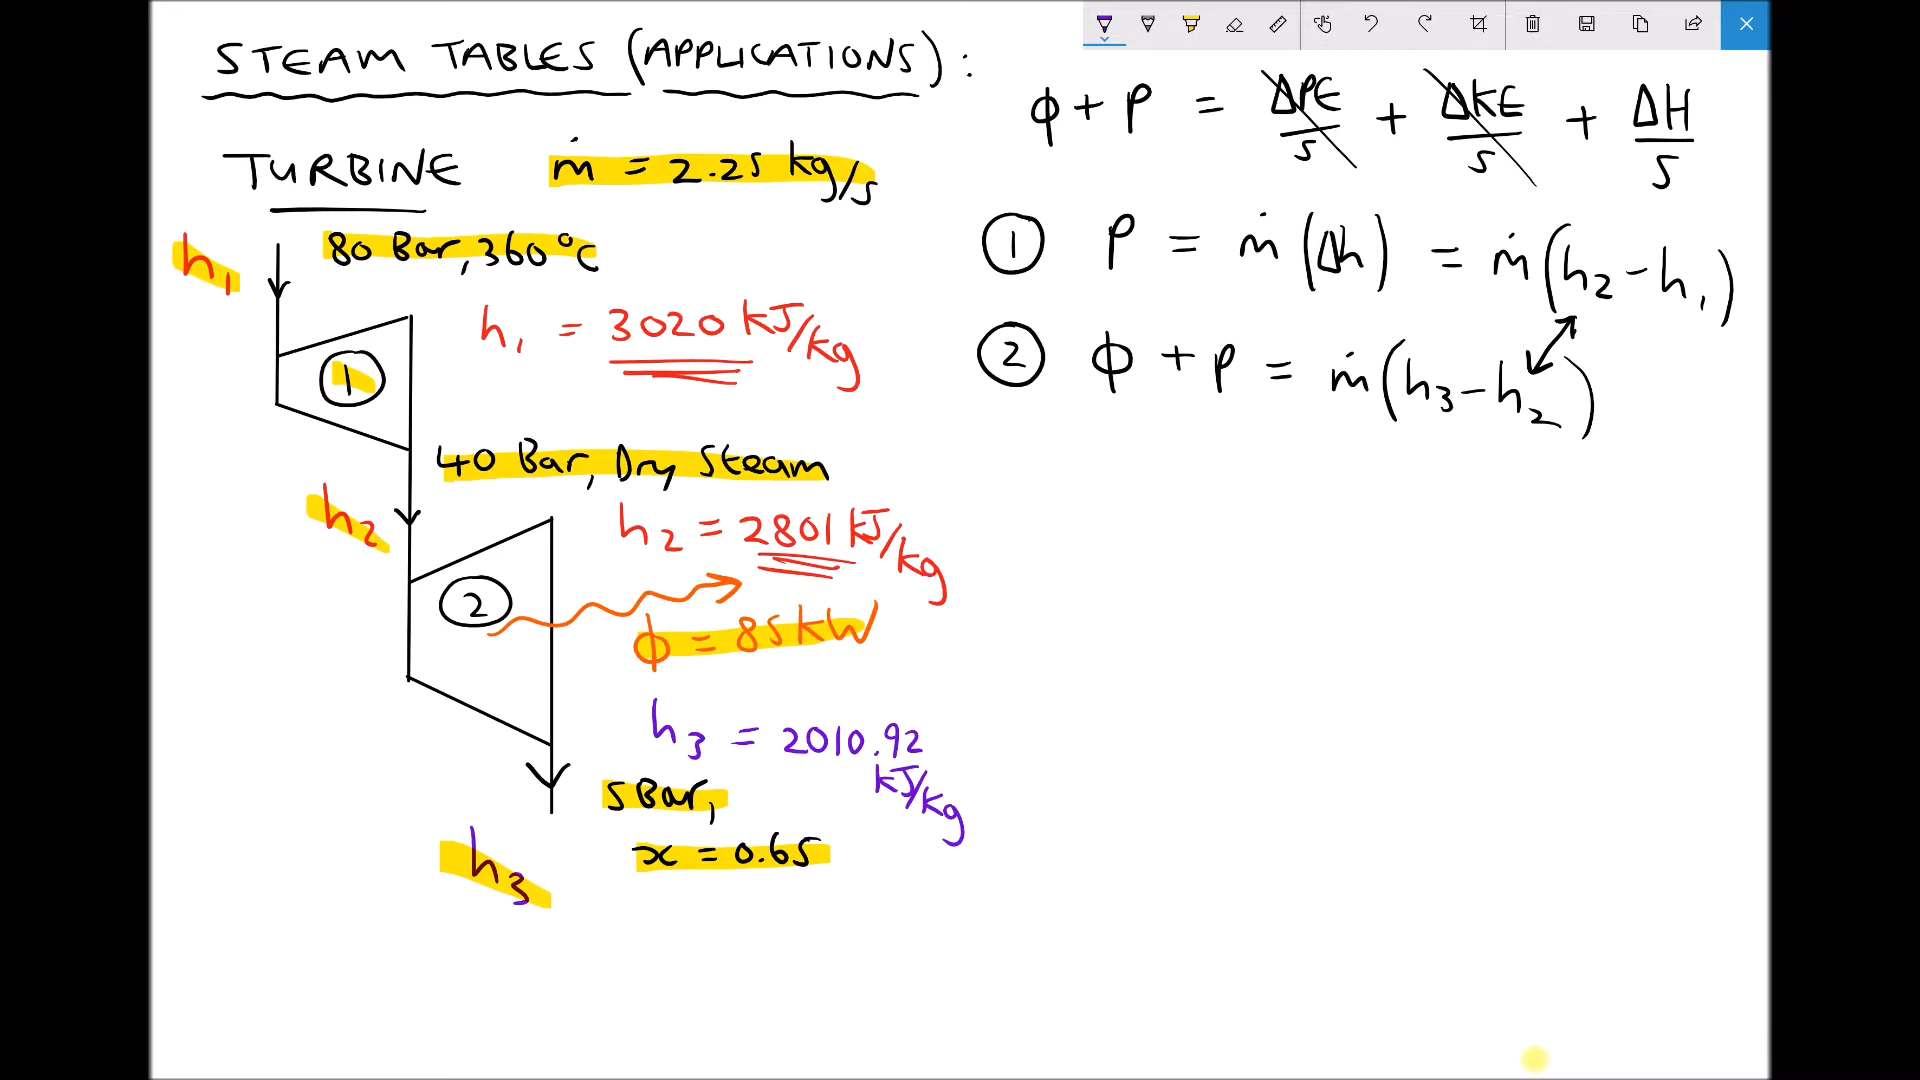 STEAM TABLES (APPLICATIONS):
TURBINE ṁ = 2.25 kg/s
h₁ 80 Bar, 360°C
h₁ = 3020 kJ/kg
1
40 Bar, Dry Steam
h₂
h₂ = 2801 kJ/kg
2
ϕ = 85kW
h₃ = 2010.92
kJ/kg
5 Bar,
x = 0.65
h₃
ϕ + P = ΔPE/s + ΔKE/s + ΔH/s
① P = ṁ(Δh) = ṁ(h₂ - h₁)
② ϕ + P = ṁ(h₃ - h₂)